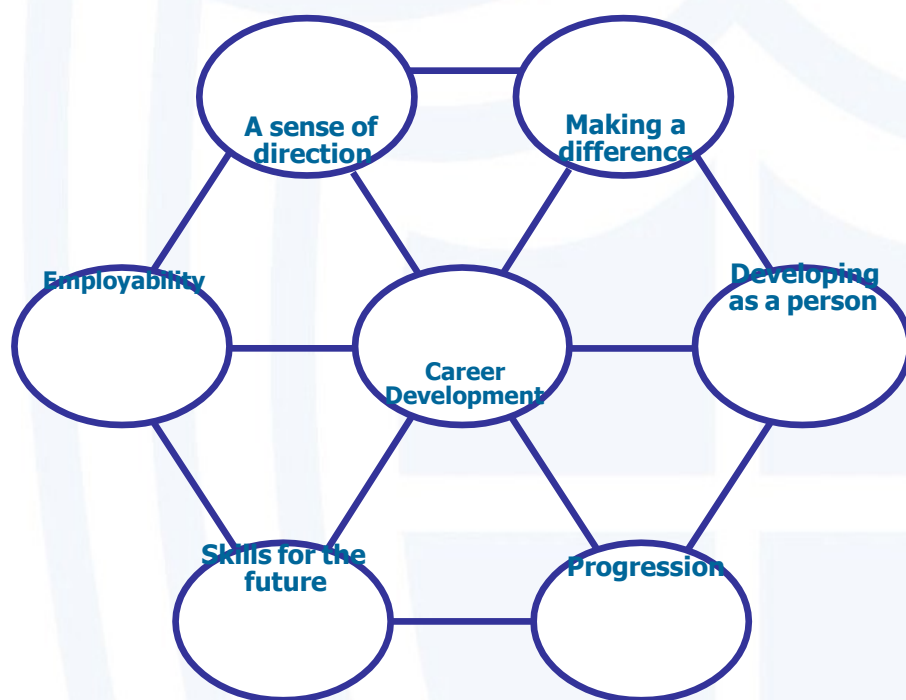 A sense of
direction
Making a
difference
Employability
Developing
as a person
Career
Development
Skills for the
future
Progression